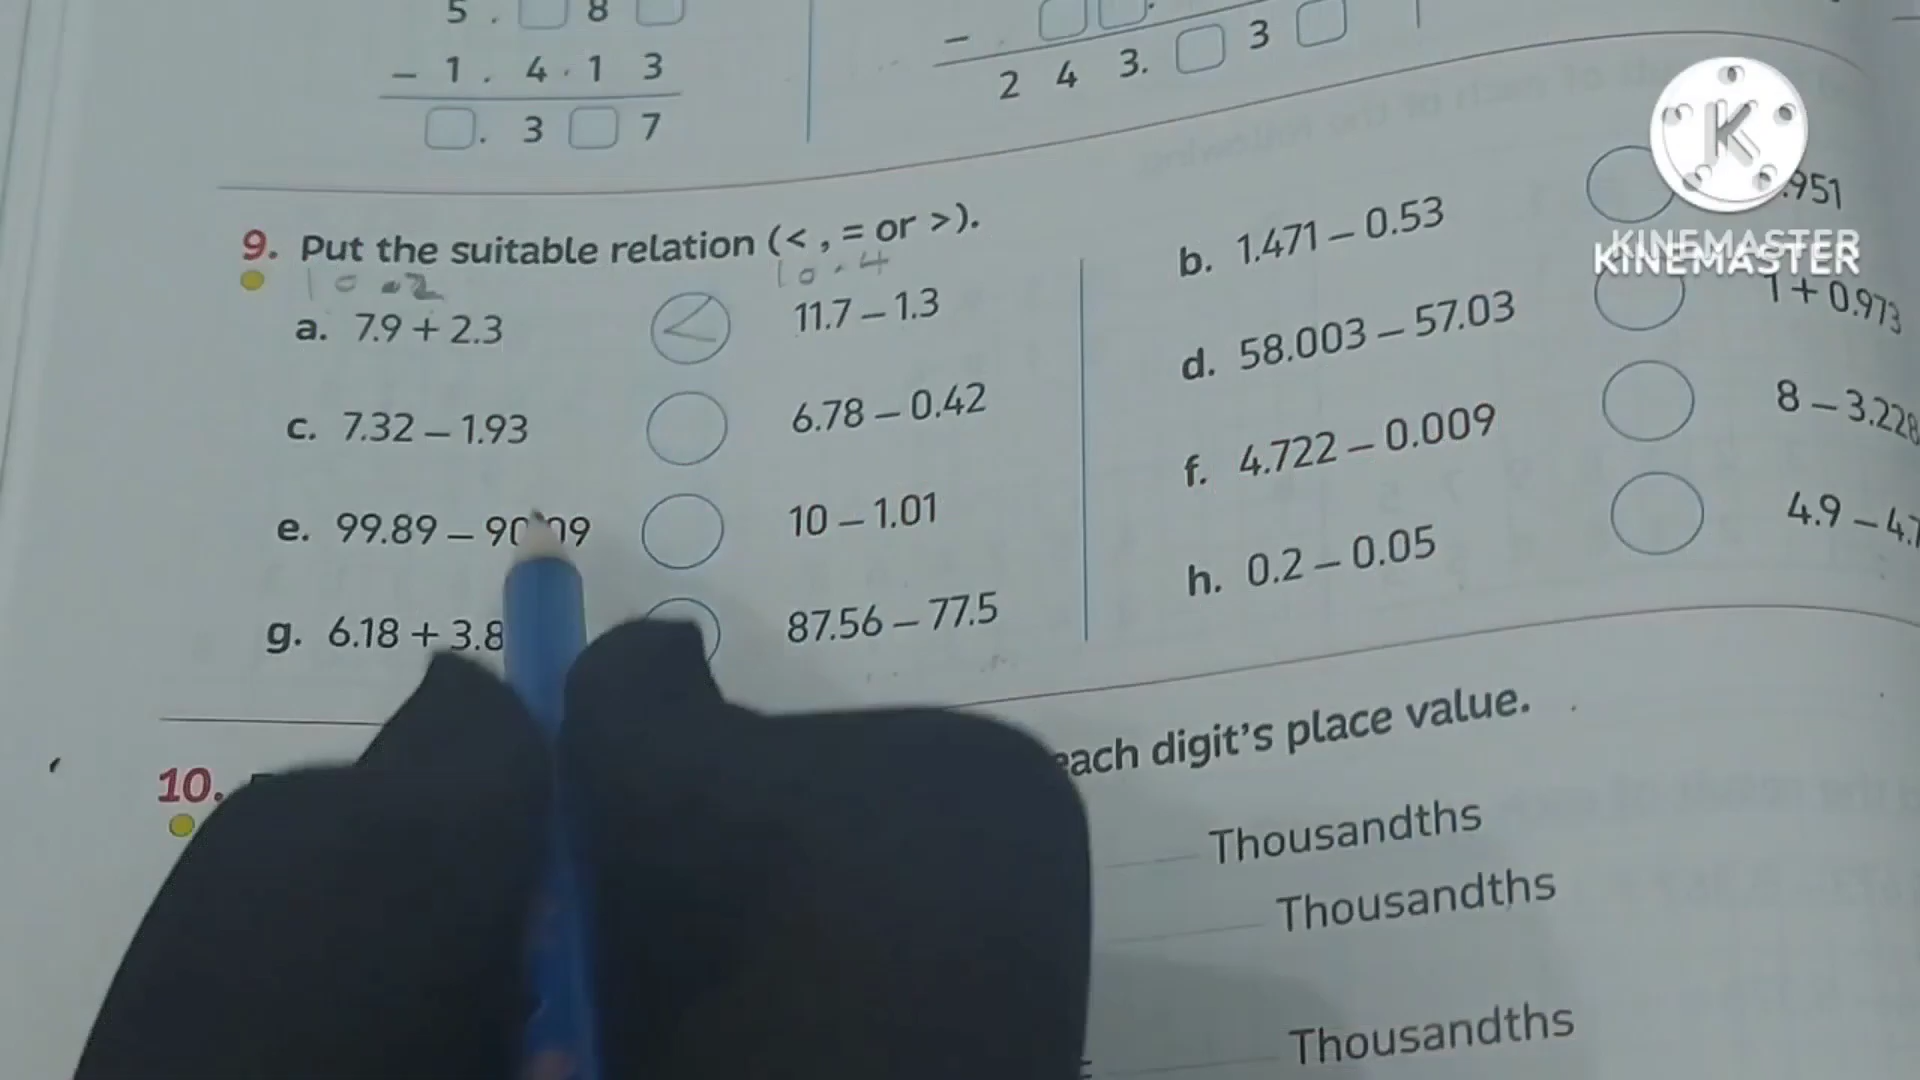 5 . 8
− 1 . 4 . 1 3
. 3 7
−
2 4 3. 3
9. Put the suitable relation (< , = or >).
10.2
10.4
a. 7.9 + 2.3 < 11.7 – 1.3
c. 7.32 – 1.93 6.78 – 0.42
e. 99.89 – 90 09 10 – 1.01
g. 6.18 + 3.8 87.56 – 77.5
b. 1.471 – 0.53 .951
d. 58.003 – 57.03 1 + 0.973
f. 4.722 – 0.009 8 – 3.228
h. 0.2 – 0.05 4.9 – 4.7
K
KINEMASTER
KINEMASTER
10.
each digit's place value.
Thousandths
Thousandths
Thousandths